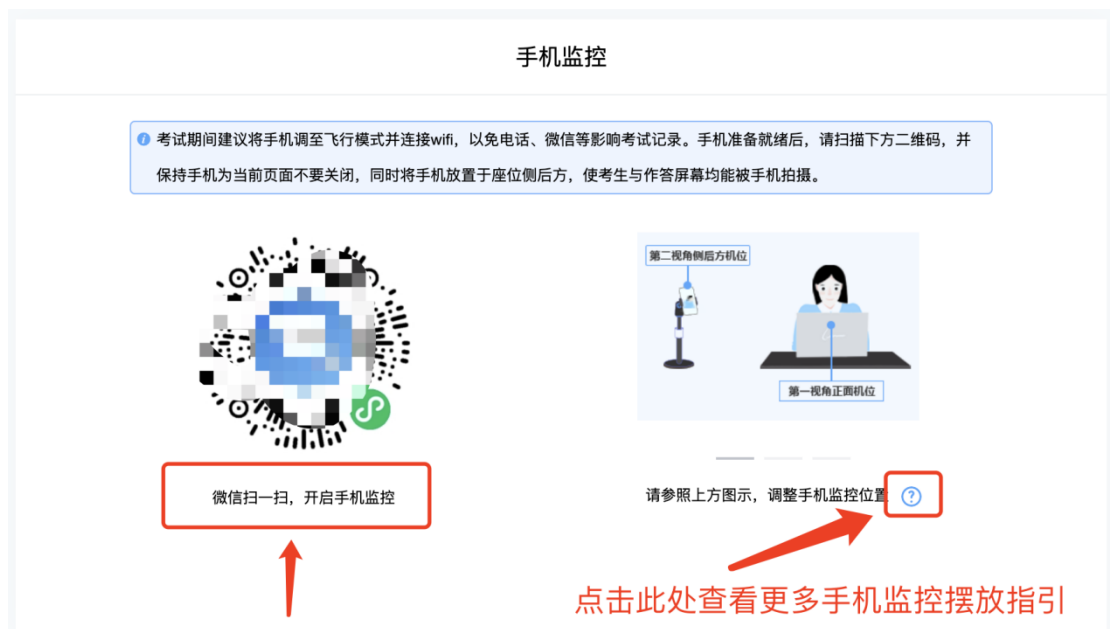 手机监控
考试期间建议将手机调至飞行模式并连接wifi，以免电话、微信等影响考试记录。手机准备就绪后，请扫描下方二维码，并
保持手机为当前页面不要关闭，同时将手机放置于座位侧后方，使考生与作答屏幕均能被手机拍摄。
第二视角侧后方机位
第一视角正面机位
微信扫一扫，开启手机监控
请参照上方图示，调整手机监控位置
点击此处查看更多手机监控摆放指引